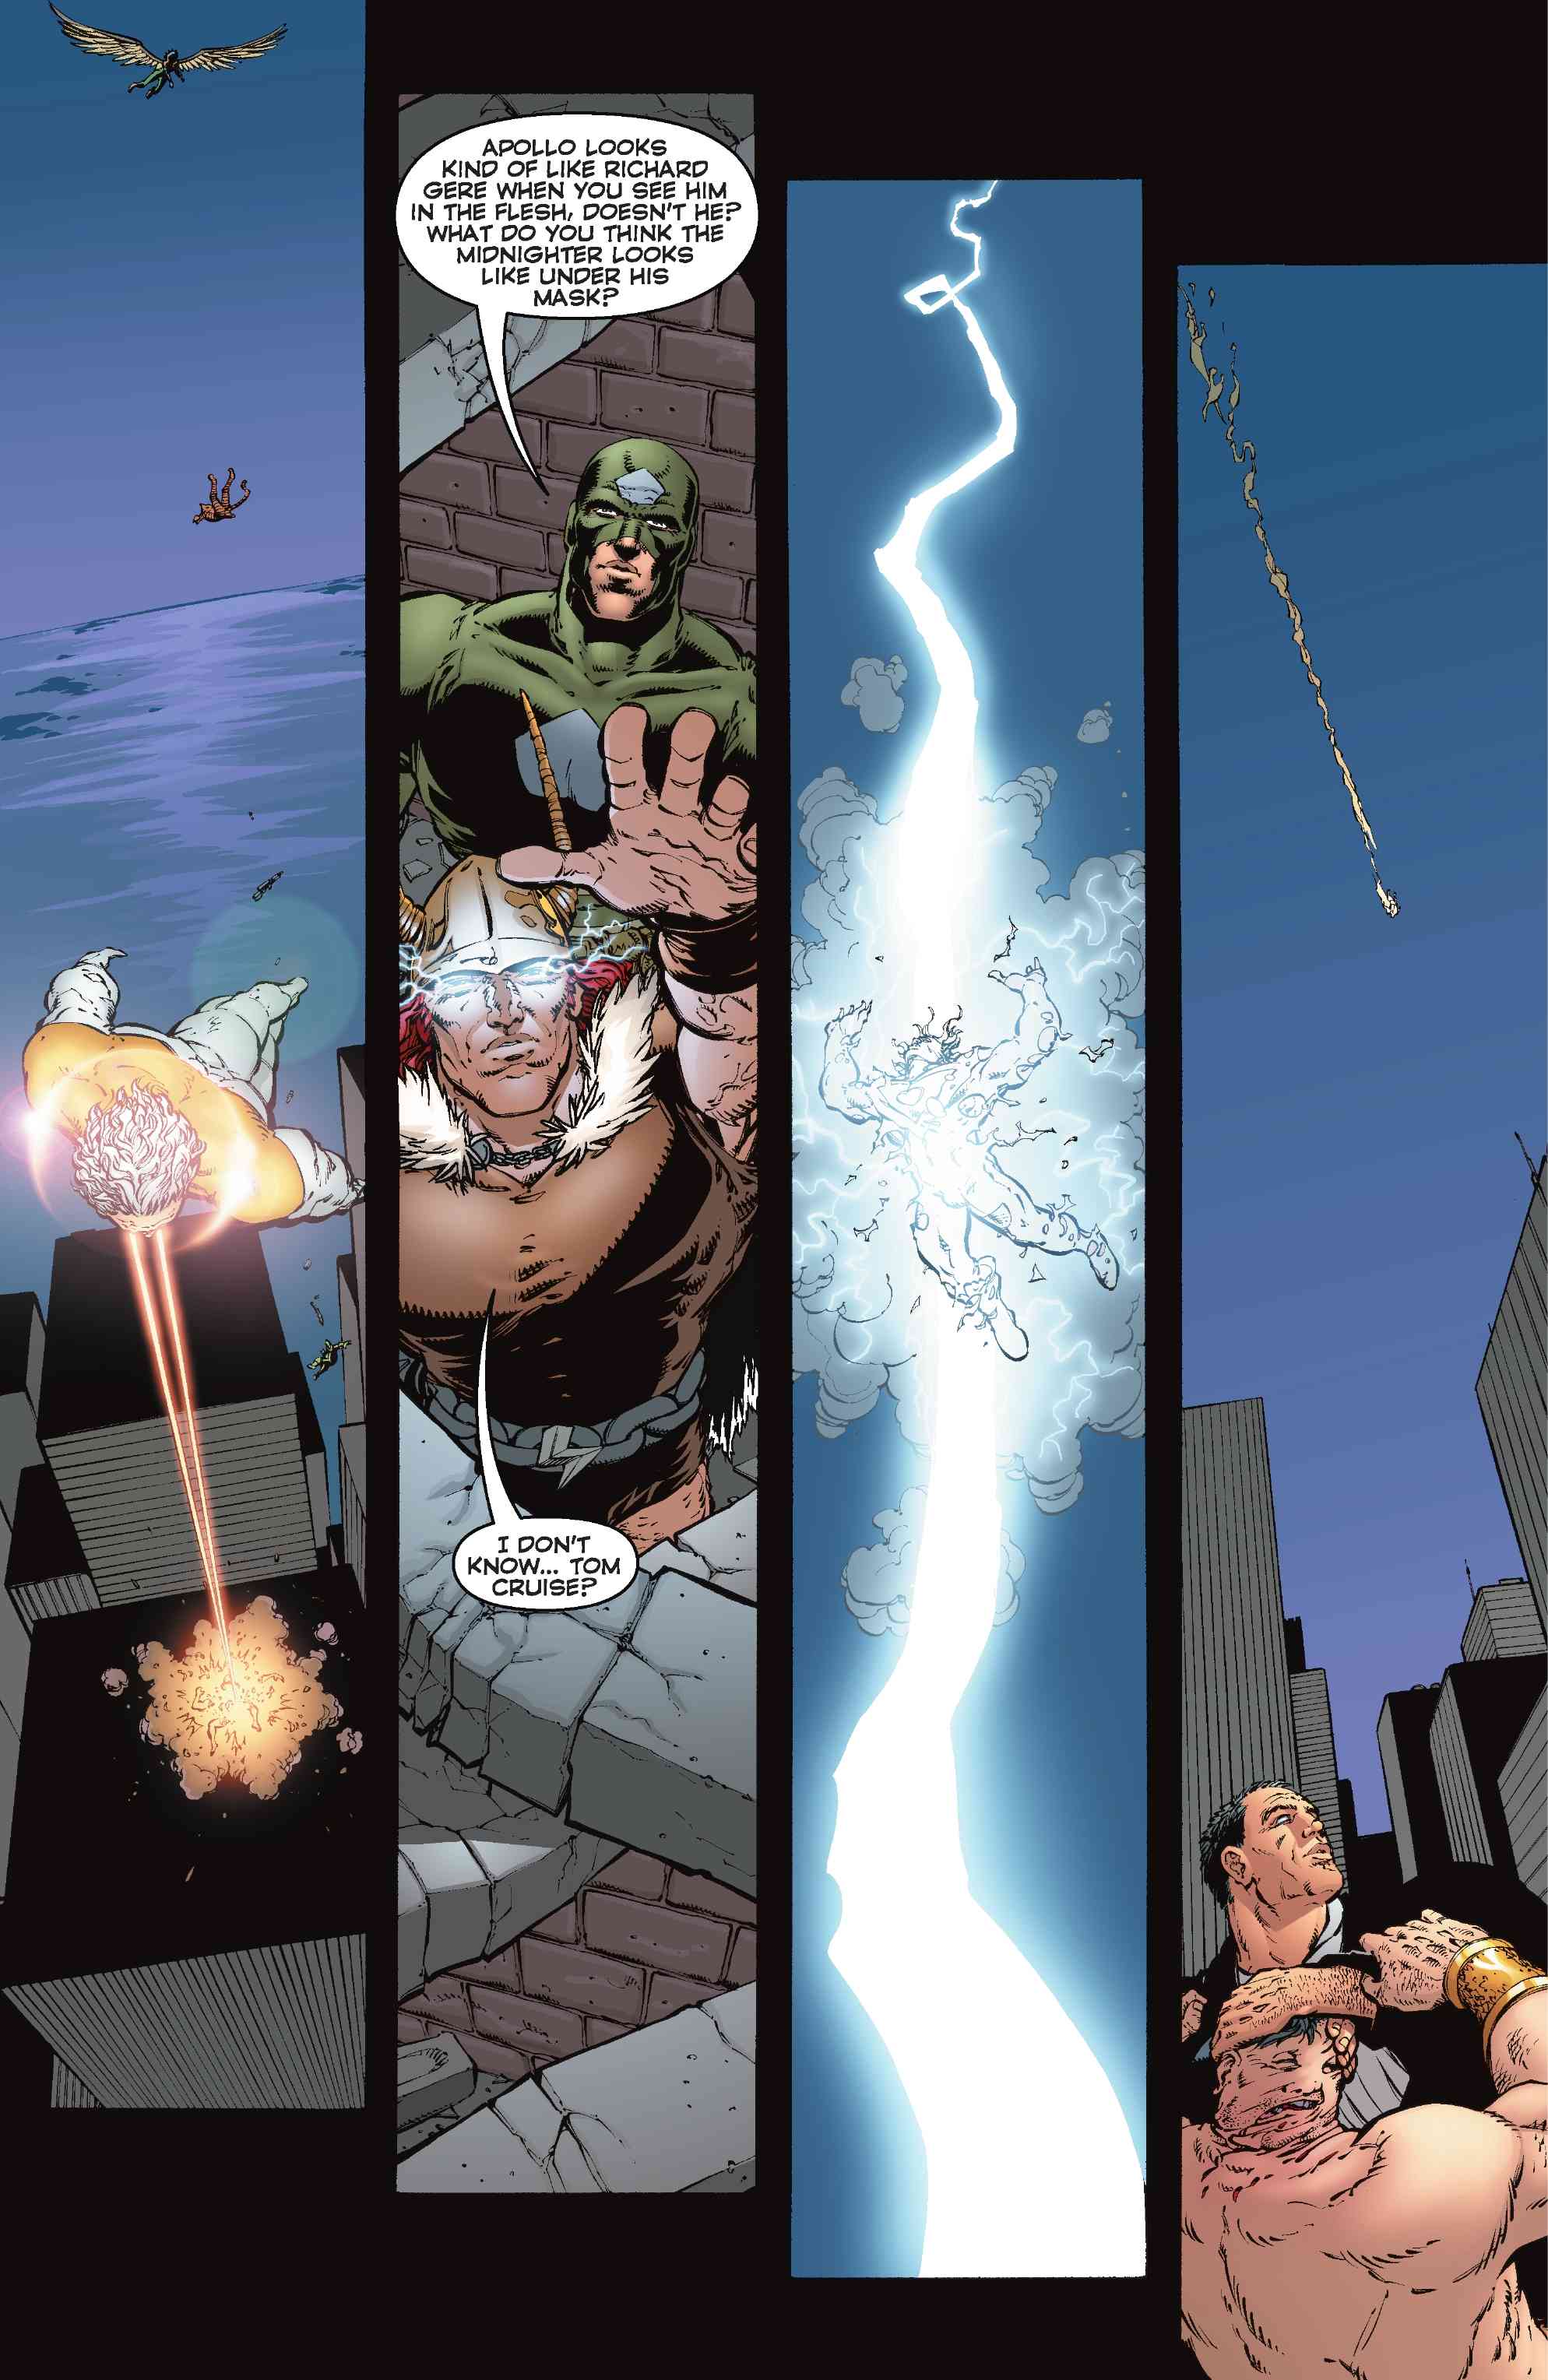 APOLLO LOOKS
KIND OF LIKE RICHARD
GERE WHEN YOU SEE HIM
IN THE FLESH, DOESN'T HE?
WHAT DO YOU THINK THE
MIDNIGHTER LOOKS
LIKE UNDER HIS
MASK?
I DON'T
KNOW... TOM
CRUISE?